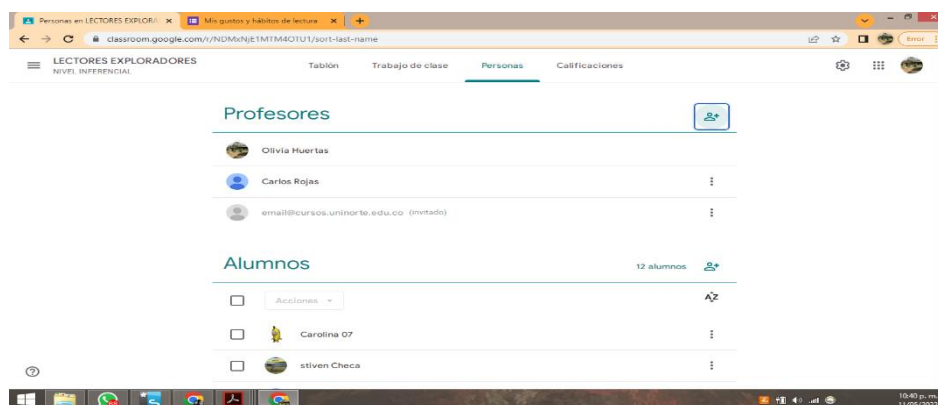 Personas en LECTORES EXPLORA
Mis gustos y hábitos de lectura
classroom.google.com/r/NDMxNjE1MTM4OTU1/sort-last-name
Error
LECTORES EXPLORADORES
NIVEL INFERENCIAL
Tablón Trabajo de clase Personas Calificaciones
Profesores
Olivia Huertas
Carlos Rojas
email@cursos.uninorte.edu.co (Invitado)
Alumnos
12 alumnos
Acciones
AZ
Carolina 07
stiven Checa
10:40 p. m.